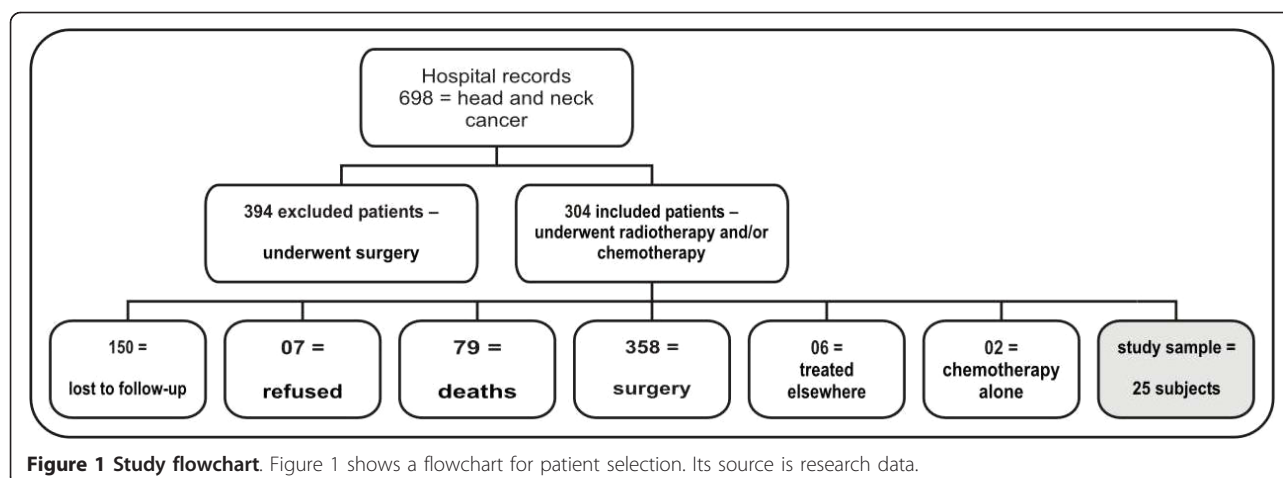 Hospital records
698 = head and neck
cancer
394 excluded patients –
underwent surgery
304 included patients –
underwent radiotherapy and/or
chemotherapy
150 =
lost to follow-up
07 =
refused
79 =
deaths
358 =
surgery
06 =
treated
elsewhere
02 =
chemotherapy
alone
study sample =
25 subjects
Figure 1 Study flowchart. Figure 1 shows a flowchart for patient selection. Its source is research data.